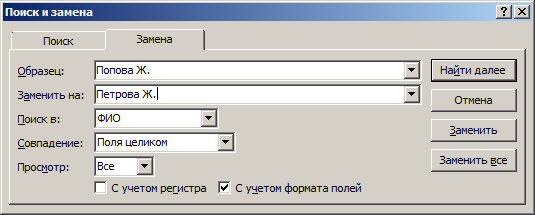 Поиск и замена
Поиск
Замена
Образец: Попова Ж. Найти далее
Заменить на: Петрова Ж. Отмена
Поиск в: ФИО Заменить
Совпадение: Поля целиком Заменить все
Просмотр: Все
С учетом регистра С учетом формата полей